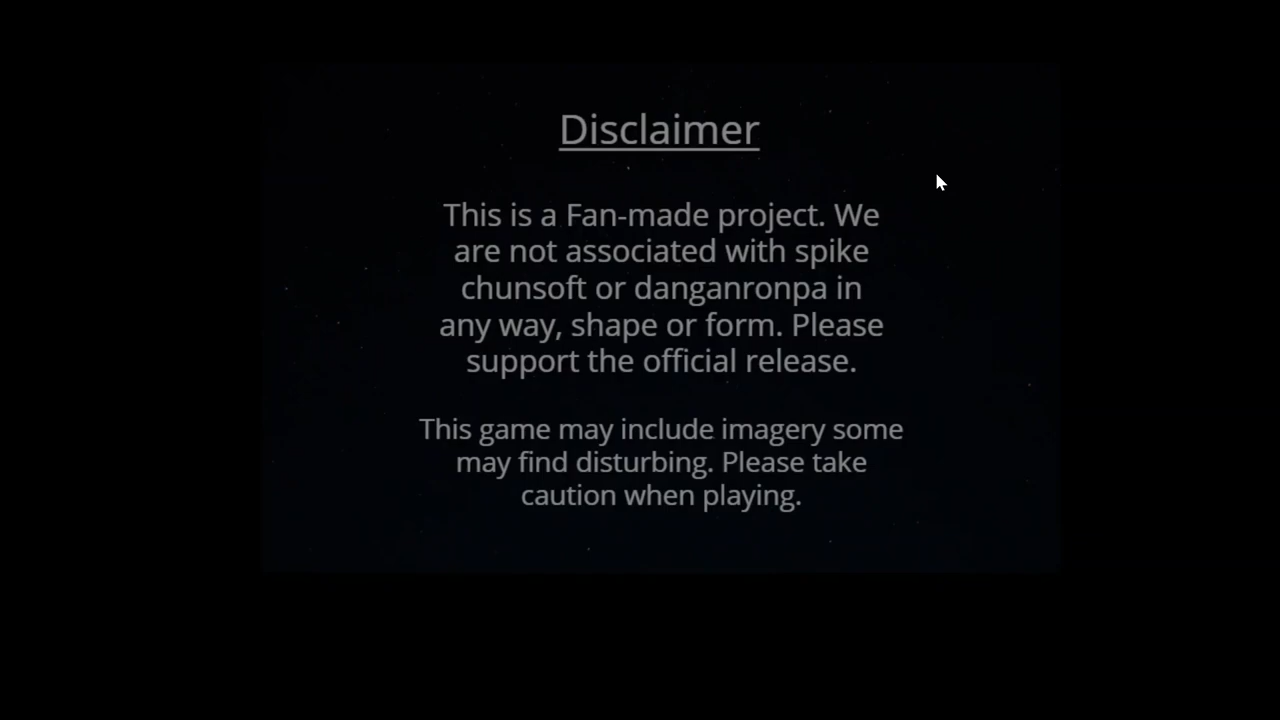 Disclaimer
This is a Fan-made project. We
are not associated with spike
chunsoft or danganronpa in
any way, shape or form. Please
support the official release.
This game may include imagery some
may find disturbing. Please take
caution when playing.